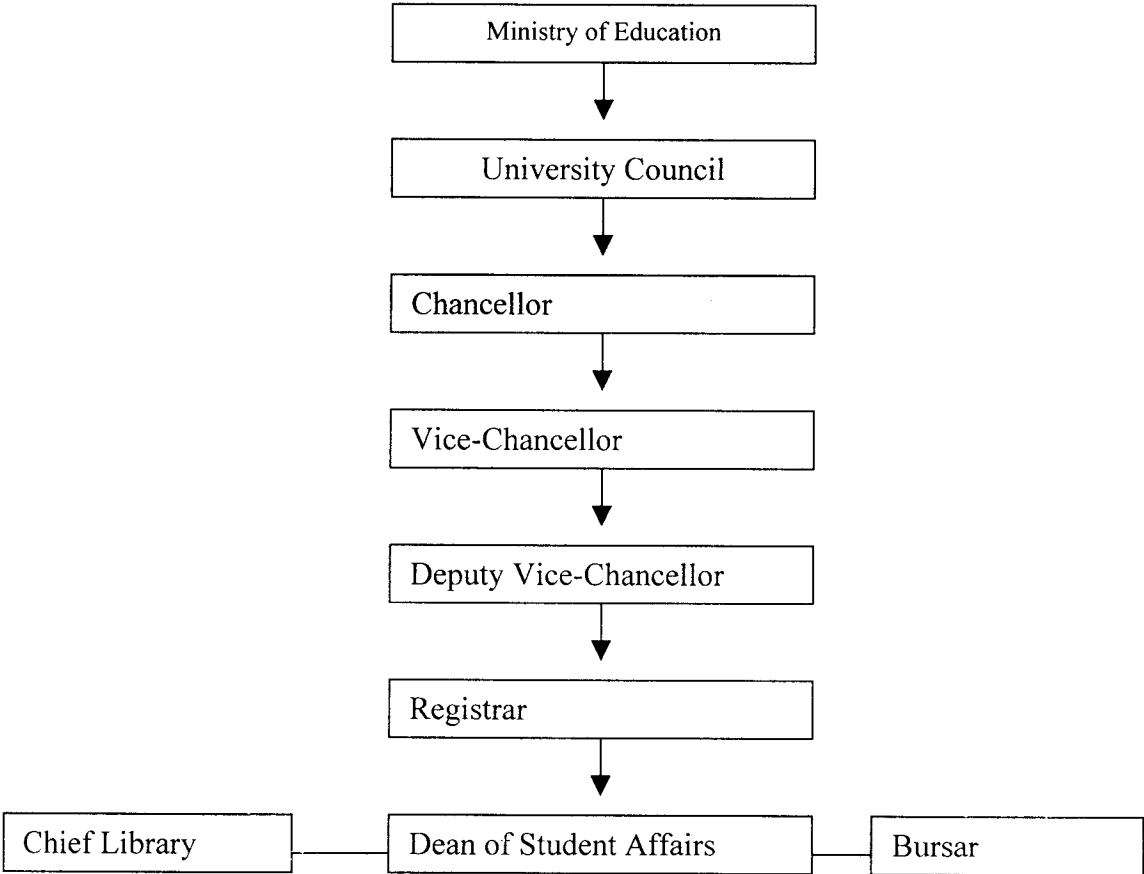 Ministry of Education
University Council
Chancellor
Vice-Chancellor
Deputy Vice-Chancellor
Registrar
Chief Library
Dean of Student Affairs
Bursar